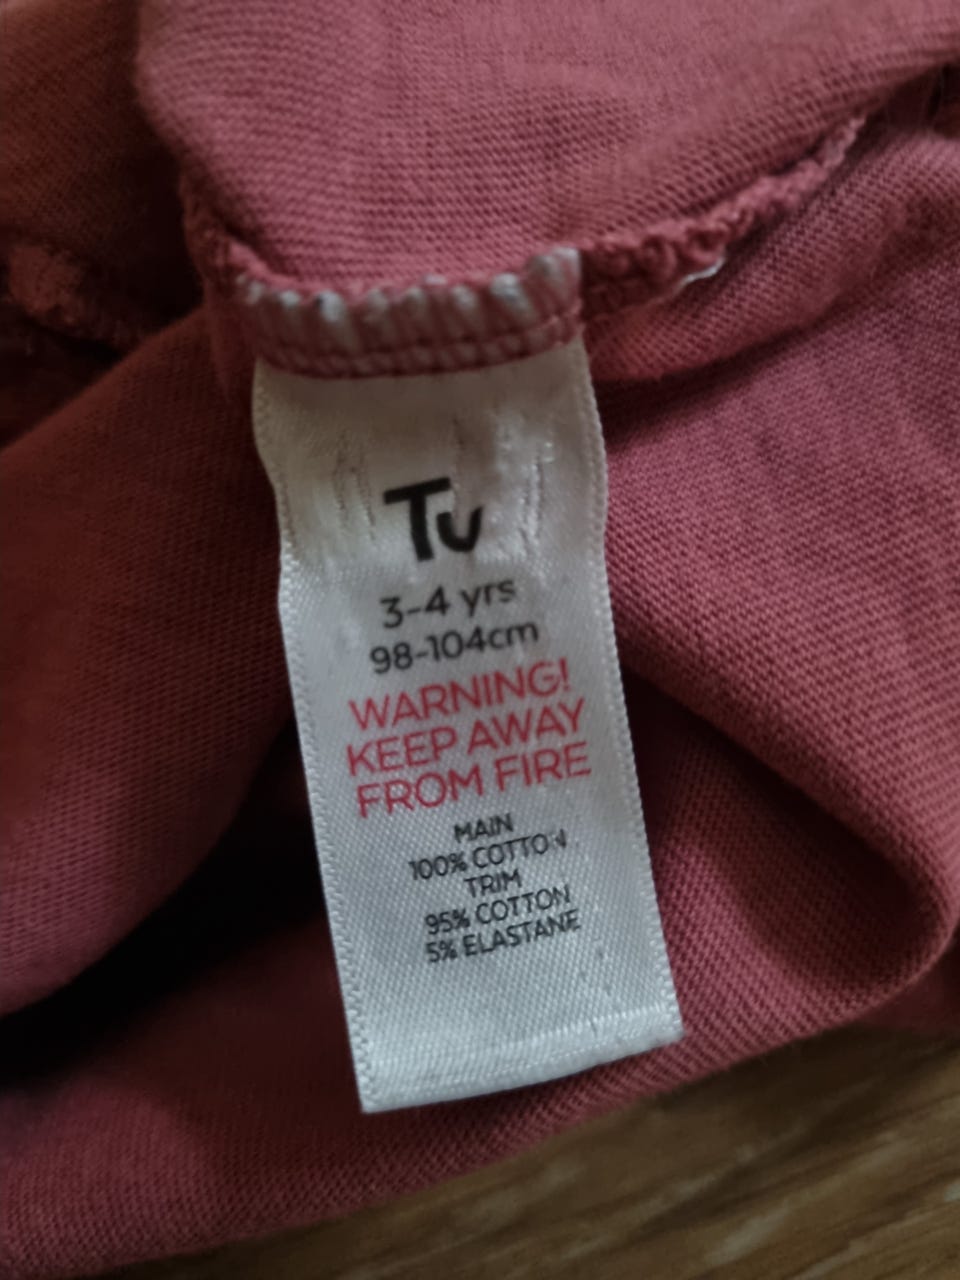 Tu
3-4 yrs
98-104cm
WARNING!
KEEP AWAY
FROM FIRE
MAIN
100% COTTON
TRIM
95% COTTON
5% ELASTANE